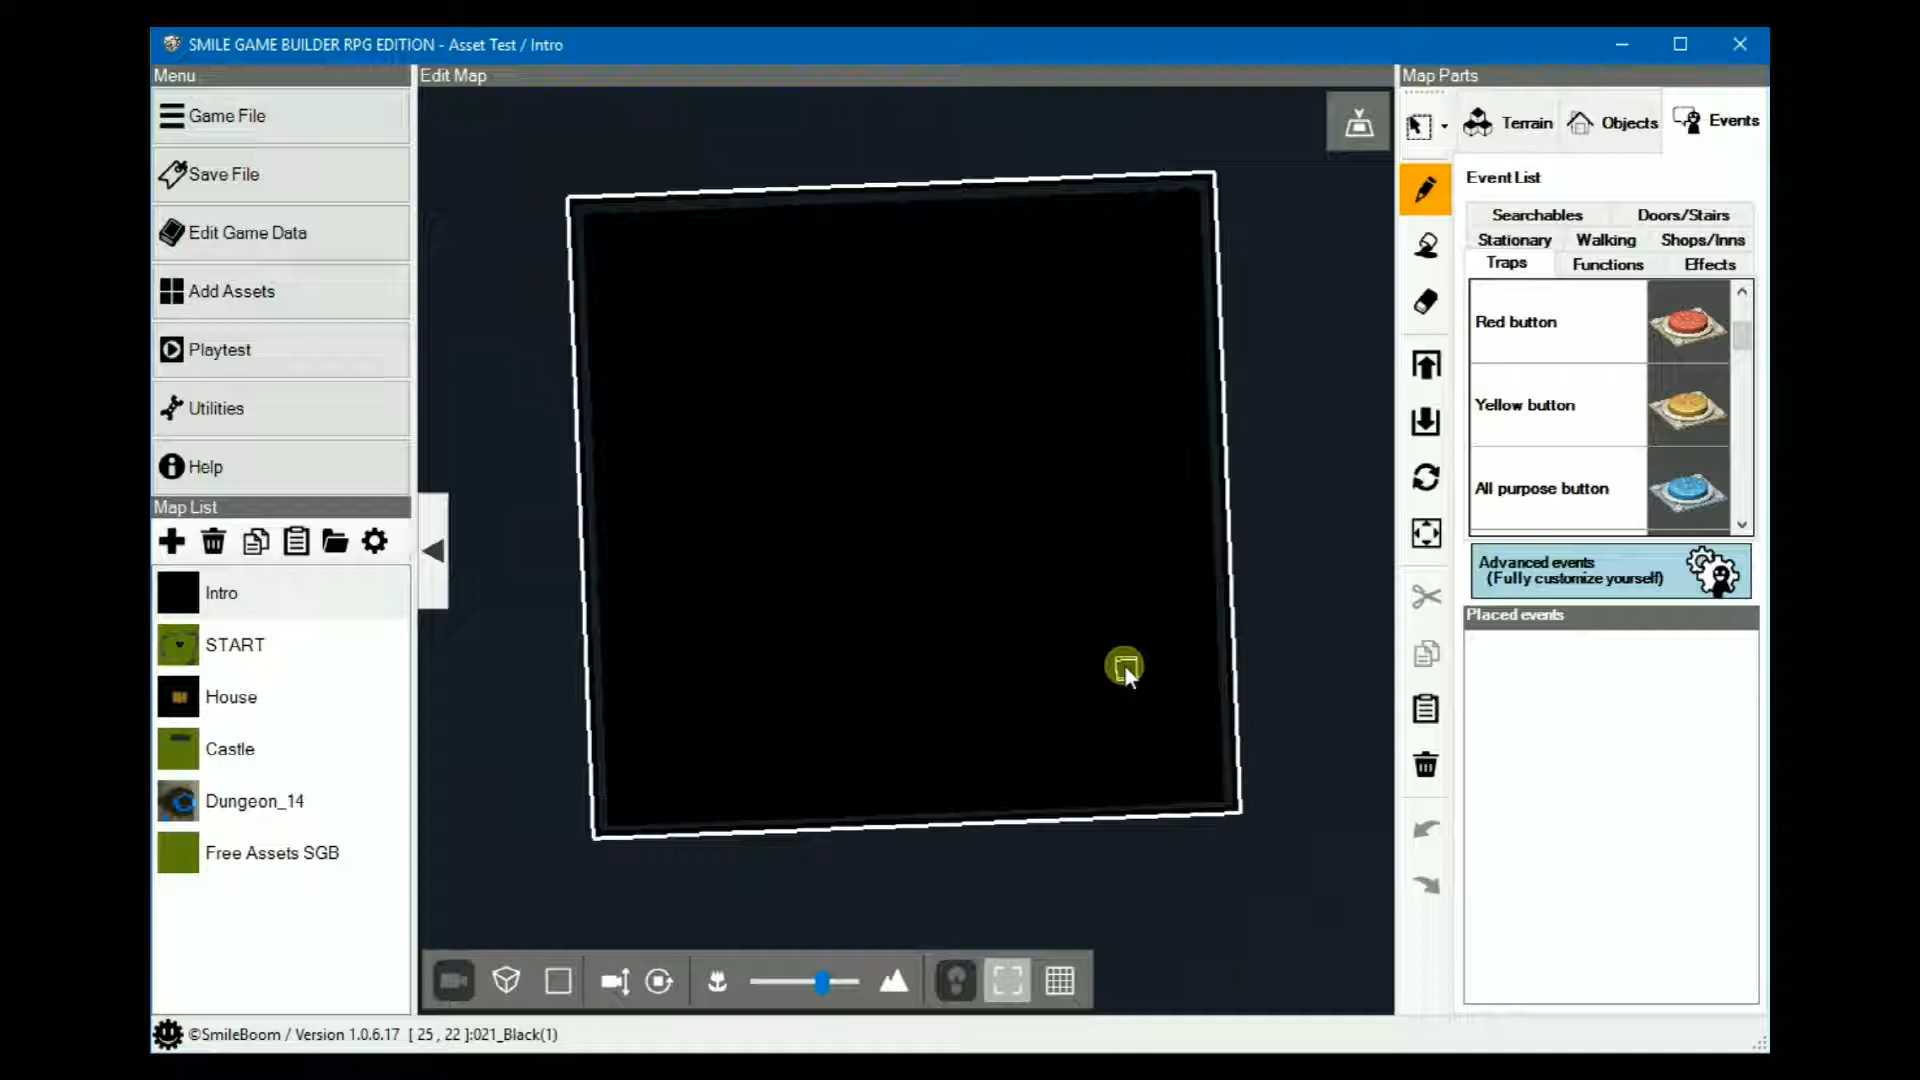 SMILE GAME BUILDER RPG EDITION - Asset Test / Intro
Menu
Edit Map
Map Parts
Game File
Save File
Edit Game Data
Add Assets
Playtest
Utilities
Help
Map List
Intro
START
House
Castle
Dungeon_14
Free Assets SGB
Terrain
Objects
Events
Event List
Searchables
Doors/Stairs
Stationary
Walking
Shops/Inns
Traps
Functions
Effects
Red button
Yellow button
All purpose button
Advanced events
(Fully customize yourself)
Placed events
©SmileBoom / Version 1.0.6.17 [ 25 , 22 ]:021_Black(1)